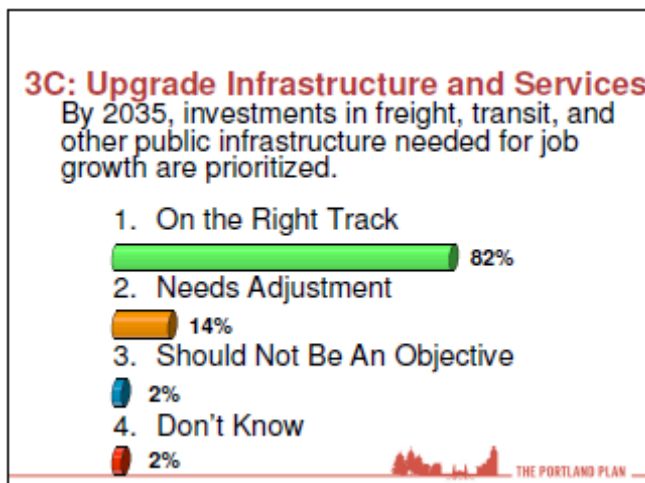 3C: Upgrade Infrastructure and Services
By 2035, investments in freight, transit, and
other public infrastructure needed for job
growth are prioritized.
1. On the Right Track
82%
2. Needs Adjustment
14%
3. Should Not Be An Objective
2%
4. Don't Know
2%
THE PORTLAND PLAN